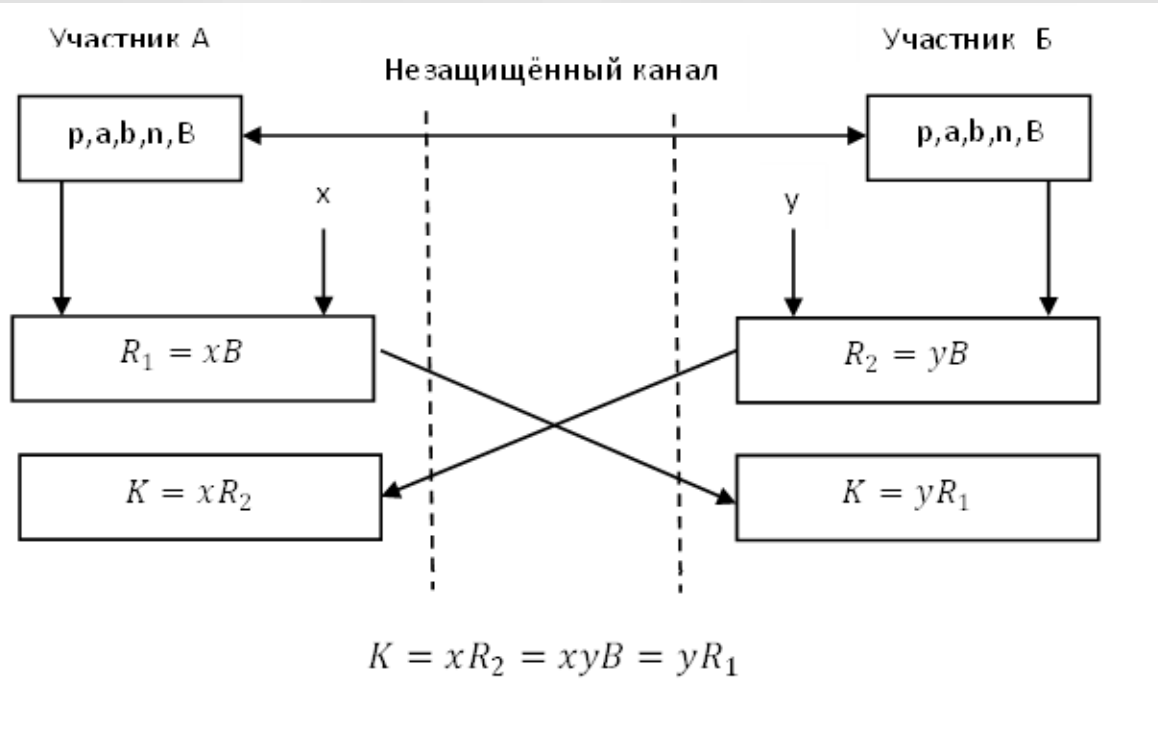 Участник А
Участник Б
Незащищённый канал
p,a,b,n,B
p,a,b,n,B
x
y
R₁ = xB
R₂ = yB
K = xR₂
K = yR₁
K = xR₂ = xyB = yR₁